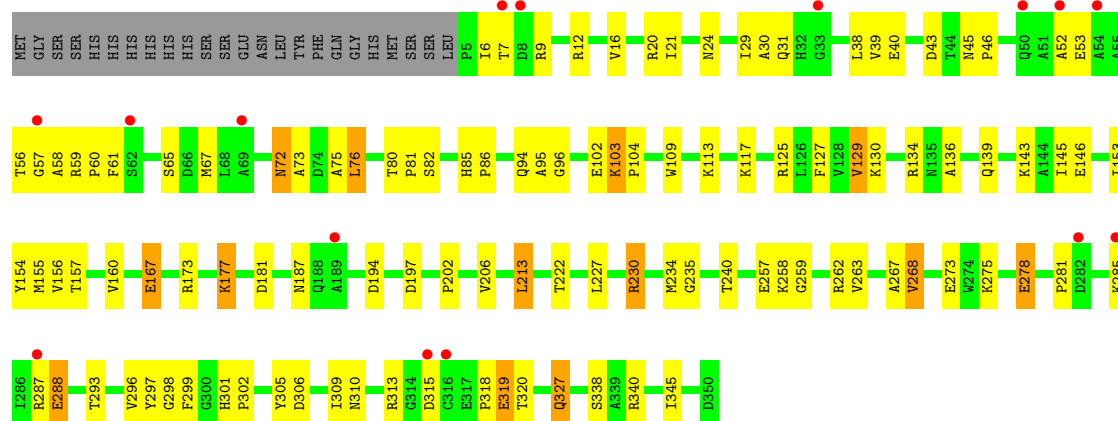 MET GLY SER SER HIS HIS HIS HIS HIS HIS SER SER GLU ASN LEU TYR PHE GLN GLY HIS MET SER SER LEU P5 I6 T7 D8 R9 R12 V16 R20 I21 N24 I29 A30 Q31 H32 G33 L38 V39 E40 D43 T44 N45 P46 Q50 A51 A52 E53 A54 A55
T56 G57 A58 R59 P60 F61 S62 S65 D66 M67 L68 A69 N72 A73 D74 A75 L76 T80 P81 S82 H85 P86 Q94 A95 G96 E102 K103 P104 W109 K113 K117 R125 L126 F127 V128 V129 K130 R134 N135 A136 Q139 K143 A144 I145 E146 I153
Y154 M155 V156 T157 V160 E167 R173 K177 D181 N187 Q188 A189 D194 D197 P202 V206 L213 T222 L227 R230 M234 G235 T240 E257 K258 G259 R262 V263 A267 V268 E273 W274 K275 E278 P281 D282 K285
I286 R287 E288 T293 V296 Y297 G298 F299 G300 H301 P302 Y305 D306 I309 N310 R313 G314 D315 C316 E317 P318 E319 T320 Q327 S338 A339 R340 I345 D350